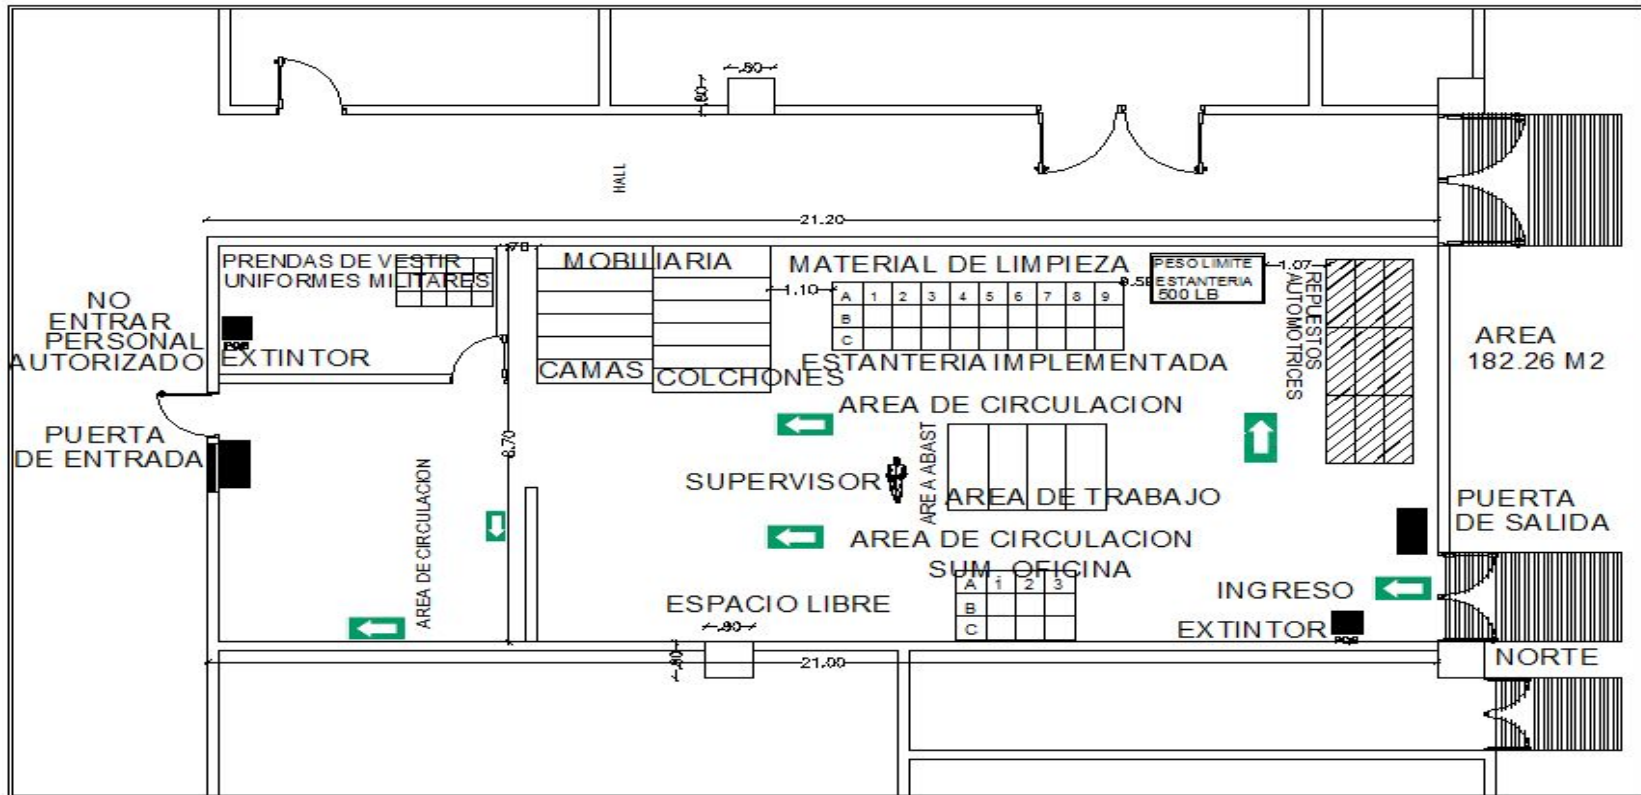 .80
.80
HALL
21.20
.70
PRENDAS DE VESTIR
UNIFORMES MILITARES
MOBILIARIA
MATERIAL DE LIMPIEZA
PESO LIMITE
ESTANTERIA
500 LB
1.07
1.10
A 1 2 3 4 5 6 7 8 9
B
C
REPUESTOS
AUTOMOTRICES
NO
ENTRAR
PERSONAL
AUTORIZADO
PQS
EXTINTOR
CAMAS
COLCHONES
ESTANTERIA IMPLEMENTADA
AREA
182.26 M2
AREA DE CIRCULACION
PUERTA
DE ENTRADA
8.70
AREA DE CIRCULACION
SUPERVISOR
ARE A ABAST
AREA DE TRABAJO
PUERTA
DE SALIDA
AREA DE CIRCULACION
SUM. OFICINA
A 1 2 3
B
C
INGRESO
ESPACIO LIBRE
EXTINTOR
PQS
.80
.80
21.00
NORTE